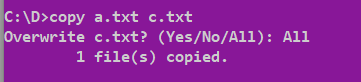 C:\D>copy a.txt c.txt
Overwrite c.txt? (Yes/No/All): All
        1 file(s) copied.